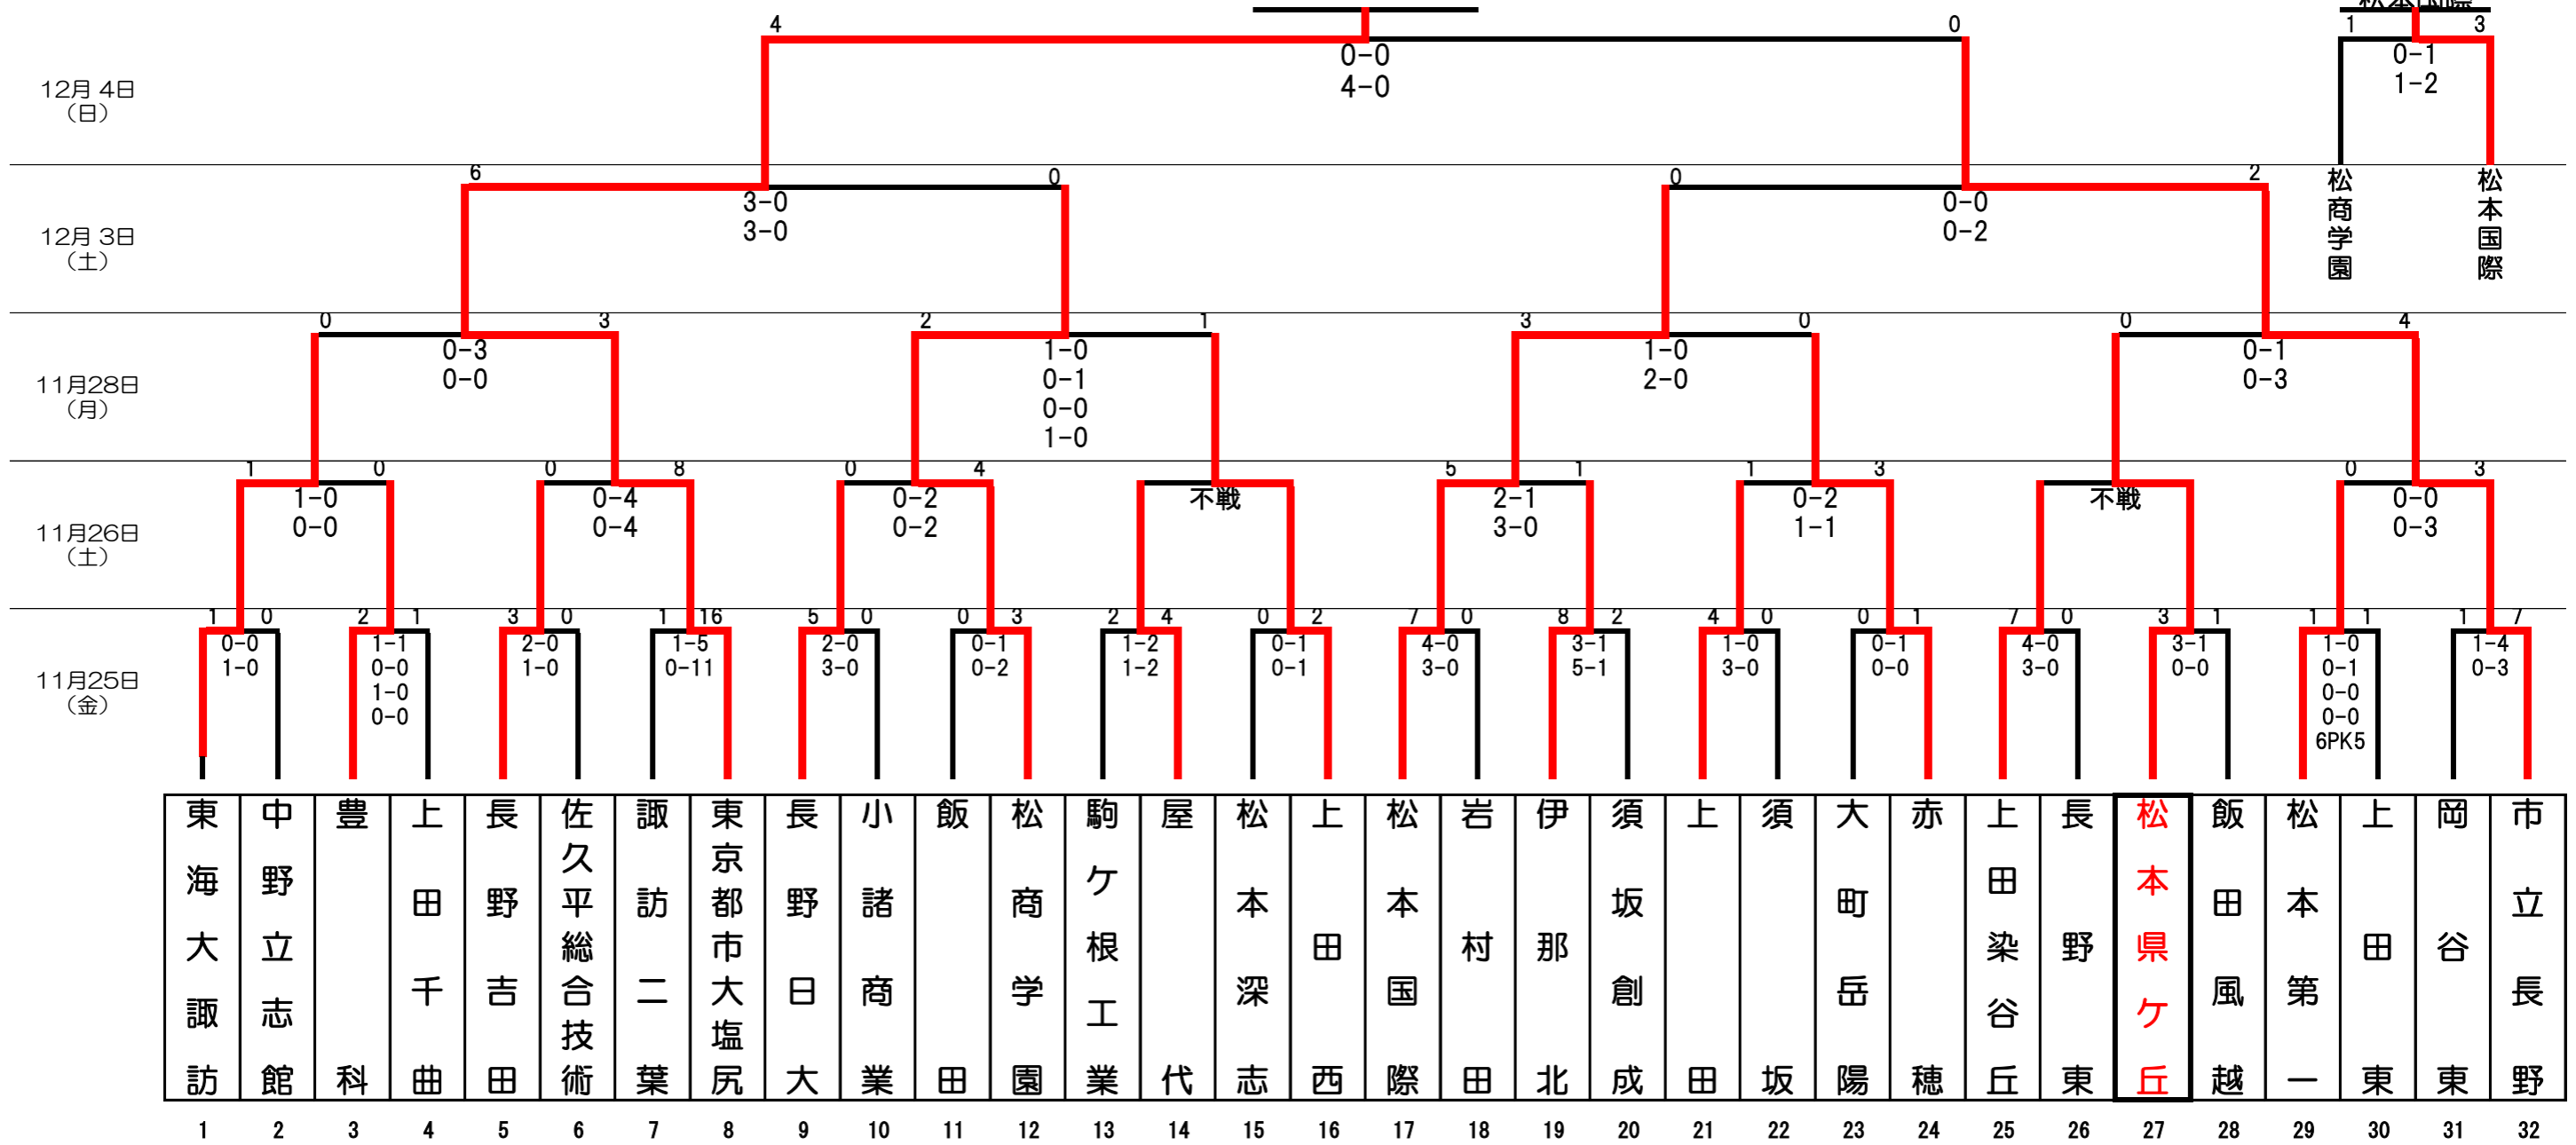 松本国際
4 0 1 3
0-0 0-1
4-0 1-2
12月 4日
（日）
6 0 0 2
3-0 0-0
3-0 0-2
松商学園
松本国際
12月 3日
（土）
0 3 2 1 3 0 0 4
0-3 1-0 1-0 0-1
0-0 0-1 2-0 0-3
0-0
1-0
11月28日
（月）
1 0 0 8 0 4 5 1 1 3 0 3
1-0 0-4 0-2 不戦 2-1 0-2 不戦 0-0
0-0 0-4 0-2 3-0 1-1 0-3
11月26日
（土）
1 0 2 1 3 0 1 16 5 0 0 3 2 4 0 2 7 0 8 2 4 0 0 1 7 0 3 1 1 1 1 7
0-0 1-1 2-0 1-5 2-0 0-1 1-2 0-1 4-0 3-1 1-0 0-1 4-0 3-1 1-0 1-4
1-0 0-0 1-0 0-11 3-0 0-2 1-2 0-1 3-0 5-1 3-0 0-0 3-0 0-0 0-1 0-3
1-0 0-0
0-0 0-0
6PK5
11月25日
（金）
東海大諏訪
中野立志館
豊科
上田千曲
長野吉田
佐久平総合技術
諏訪二葉
東京都市大塩尻
長野日大
小諸商業
飯田
松商学園
駒ケ根工業
屋代
松本深志
上田西
松本国際
岩村田
伊那北
須坂創成
上田
須坂
大町岳陽
赤穂
上田染谷丘
長野東
松本県ケ丘
飯田風越
松本第一
上田東
岡谷東
市立長野
1 2 3 4 5 6 7 8 9 10 11 12 13 14 15 16 17 18 19 20 21 22 23 24 25 26 27 28 29 30 31 32